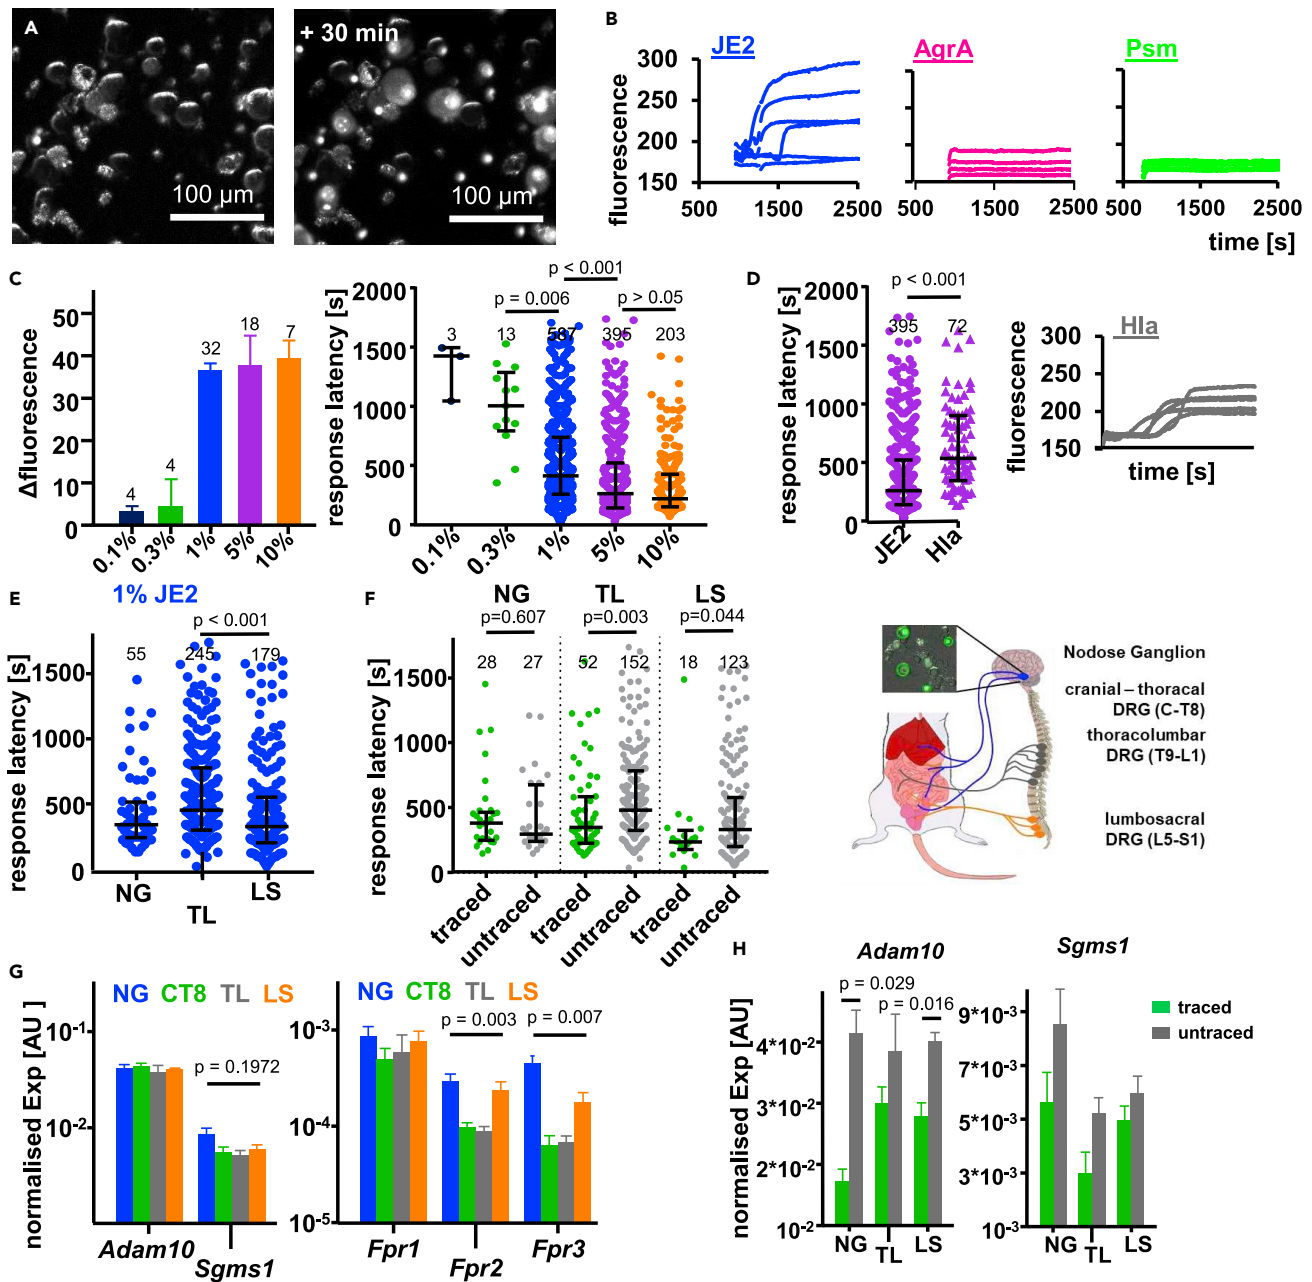 A
+ 30 min
100 µm
100 µm
B
JE2
AgrA
Psm
fluorescence
300
250
200
150
500
1500
2500
500
1500
2500
500
1500
2500
time [s]
C
Δfluorescence
50
40
30
20
10
0
4
4
32
18
7
0.1%
0.3%
1%
5%
10%
response latency [s]
2000
1500
1000
500
0
p < 0.001
p = 0.006
p > 0.05
3
13
587
395
203
0.1%
0.3%
1%
5%
10%
D
response latency [s]
2000
1500
1000
500
0
p < 0.001
395
72
JE2
Hla
Hla
fluorescence
300
250
200
150
time [s]
E
1% JE2
response latency [s]
1500
1000
500
0
p < 0.001
55
245
179
NG
TL
LS
F
NG
TL
LS
response latency [s]
1500
1000
500
0
p=0.607
p=0.003
p=0.044
28
27
52
152
18
123
traced
untraced
traced
untraced
traced
untraced
Nodose Ganglion
cranial – thoracal
DRG (C-T8)
thoracolumbar
DRG (T9-L1)
lumbosacral
DRG (L5-S1)
G
normalised Exp [AU]
NG CT8 TL LS
10⁻¹
10⁻²
p = 0.1972
Adam10
Sgms1
NG CT8 TL LS
10⁻³
10⁻⁴
10⁻⁵
p = 0.003
p = 0.007
Fpr1
Fpr2
Fpr3
H
Adam10
normalised Exp [AU]
p = 0.029
p = 0.016
4*10⁻²
3*10⁻²
2*10⁻²
10⁻²
NG
TL
LS
Sgms1
9*10⁻³
7*10⁻³
5*10⁻³
3*10⁻³
10⁻³
NG
TL
LS
traced
untraced